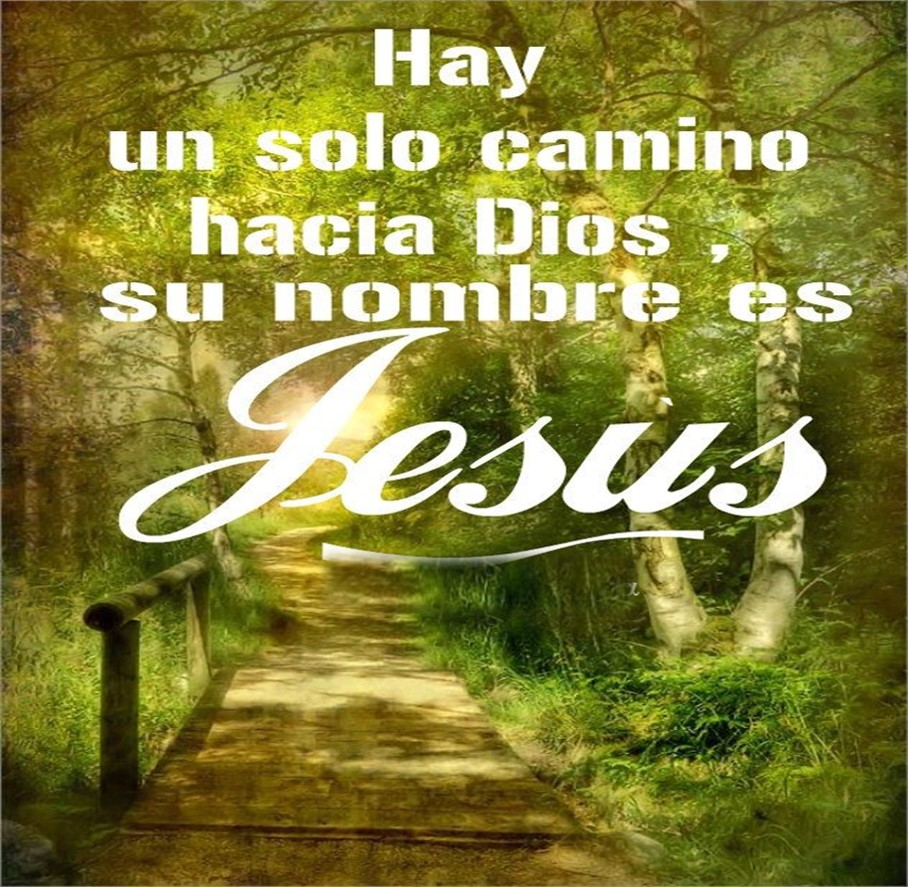 Hay
un solo camino
hacia Dios ,
su nombre es
Jesùs